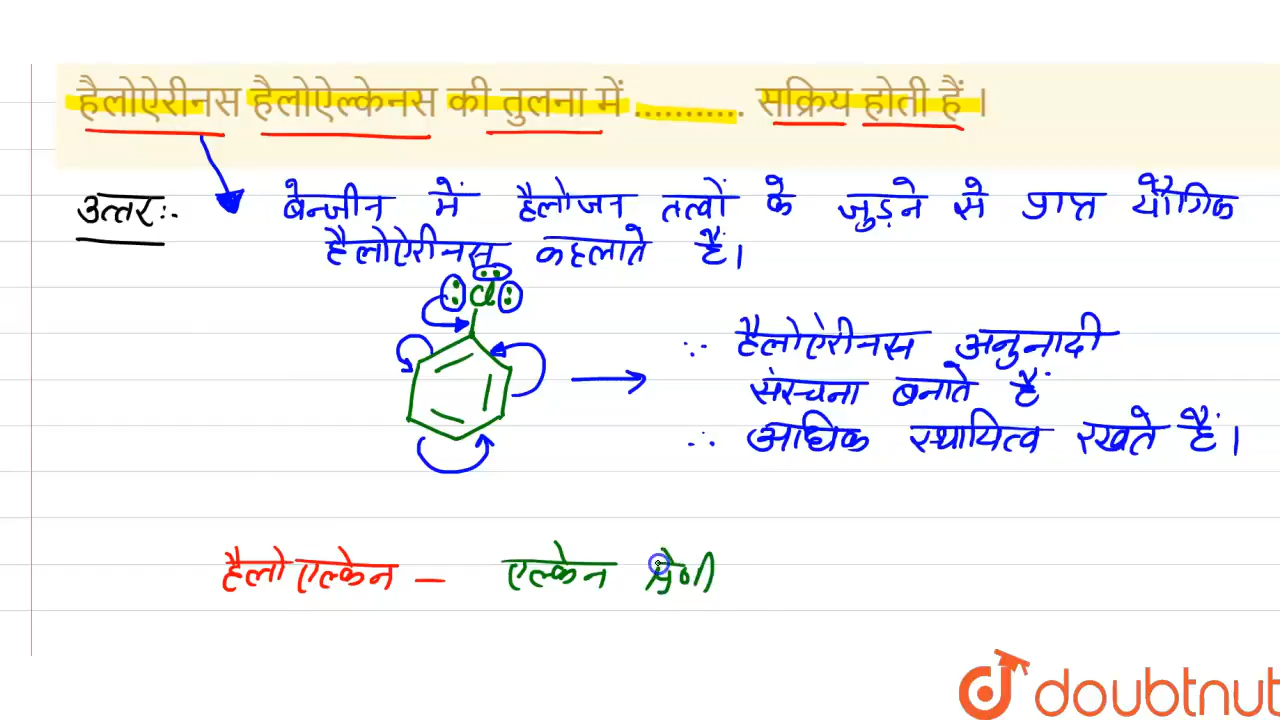 हैलोऐरीनस हैलोऐल्केनस की तुलना में ........... सक्रिय होती हैं ।
उत्तरः- बेन्जीन में हैलोजन तत्वों के जुड़ने से प्राप्त यौगिक
हैलोऐरीनस कहलाते हैं।
:Cl:
∵ हैलोऐरीनस अनुनादी
संरचना बनाते हैं
∴ अधिक स्थायित्व रखते हैं।
हैलोएल्केन – एल्केन श्रेणी
doubtnut